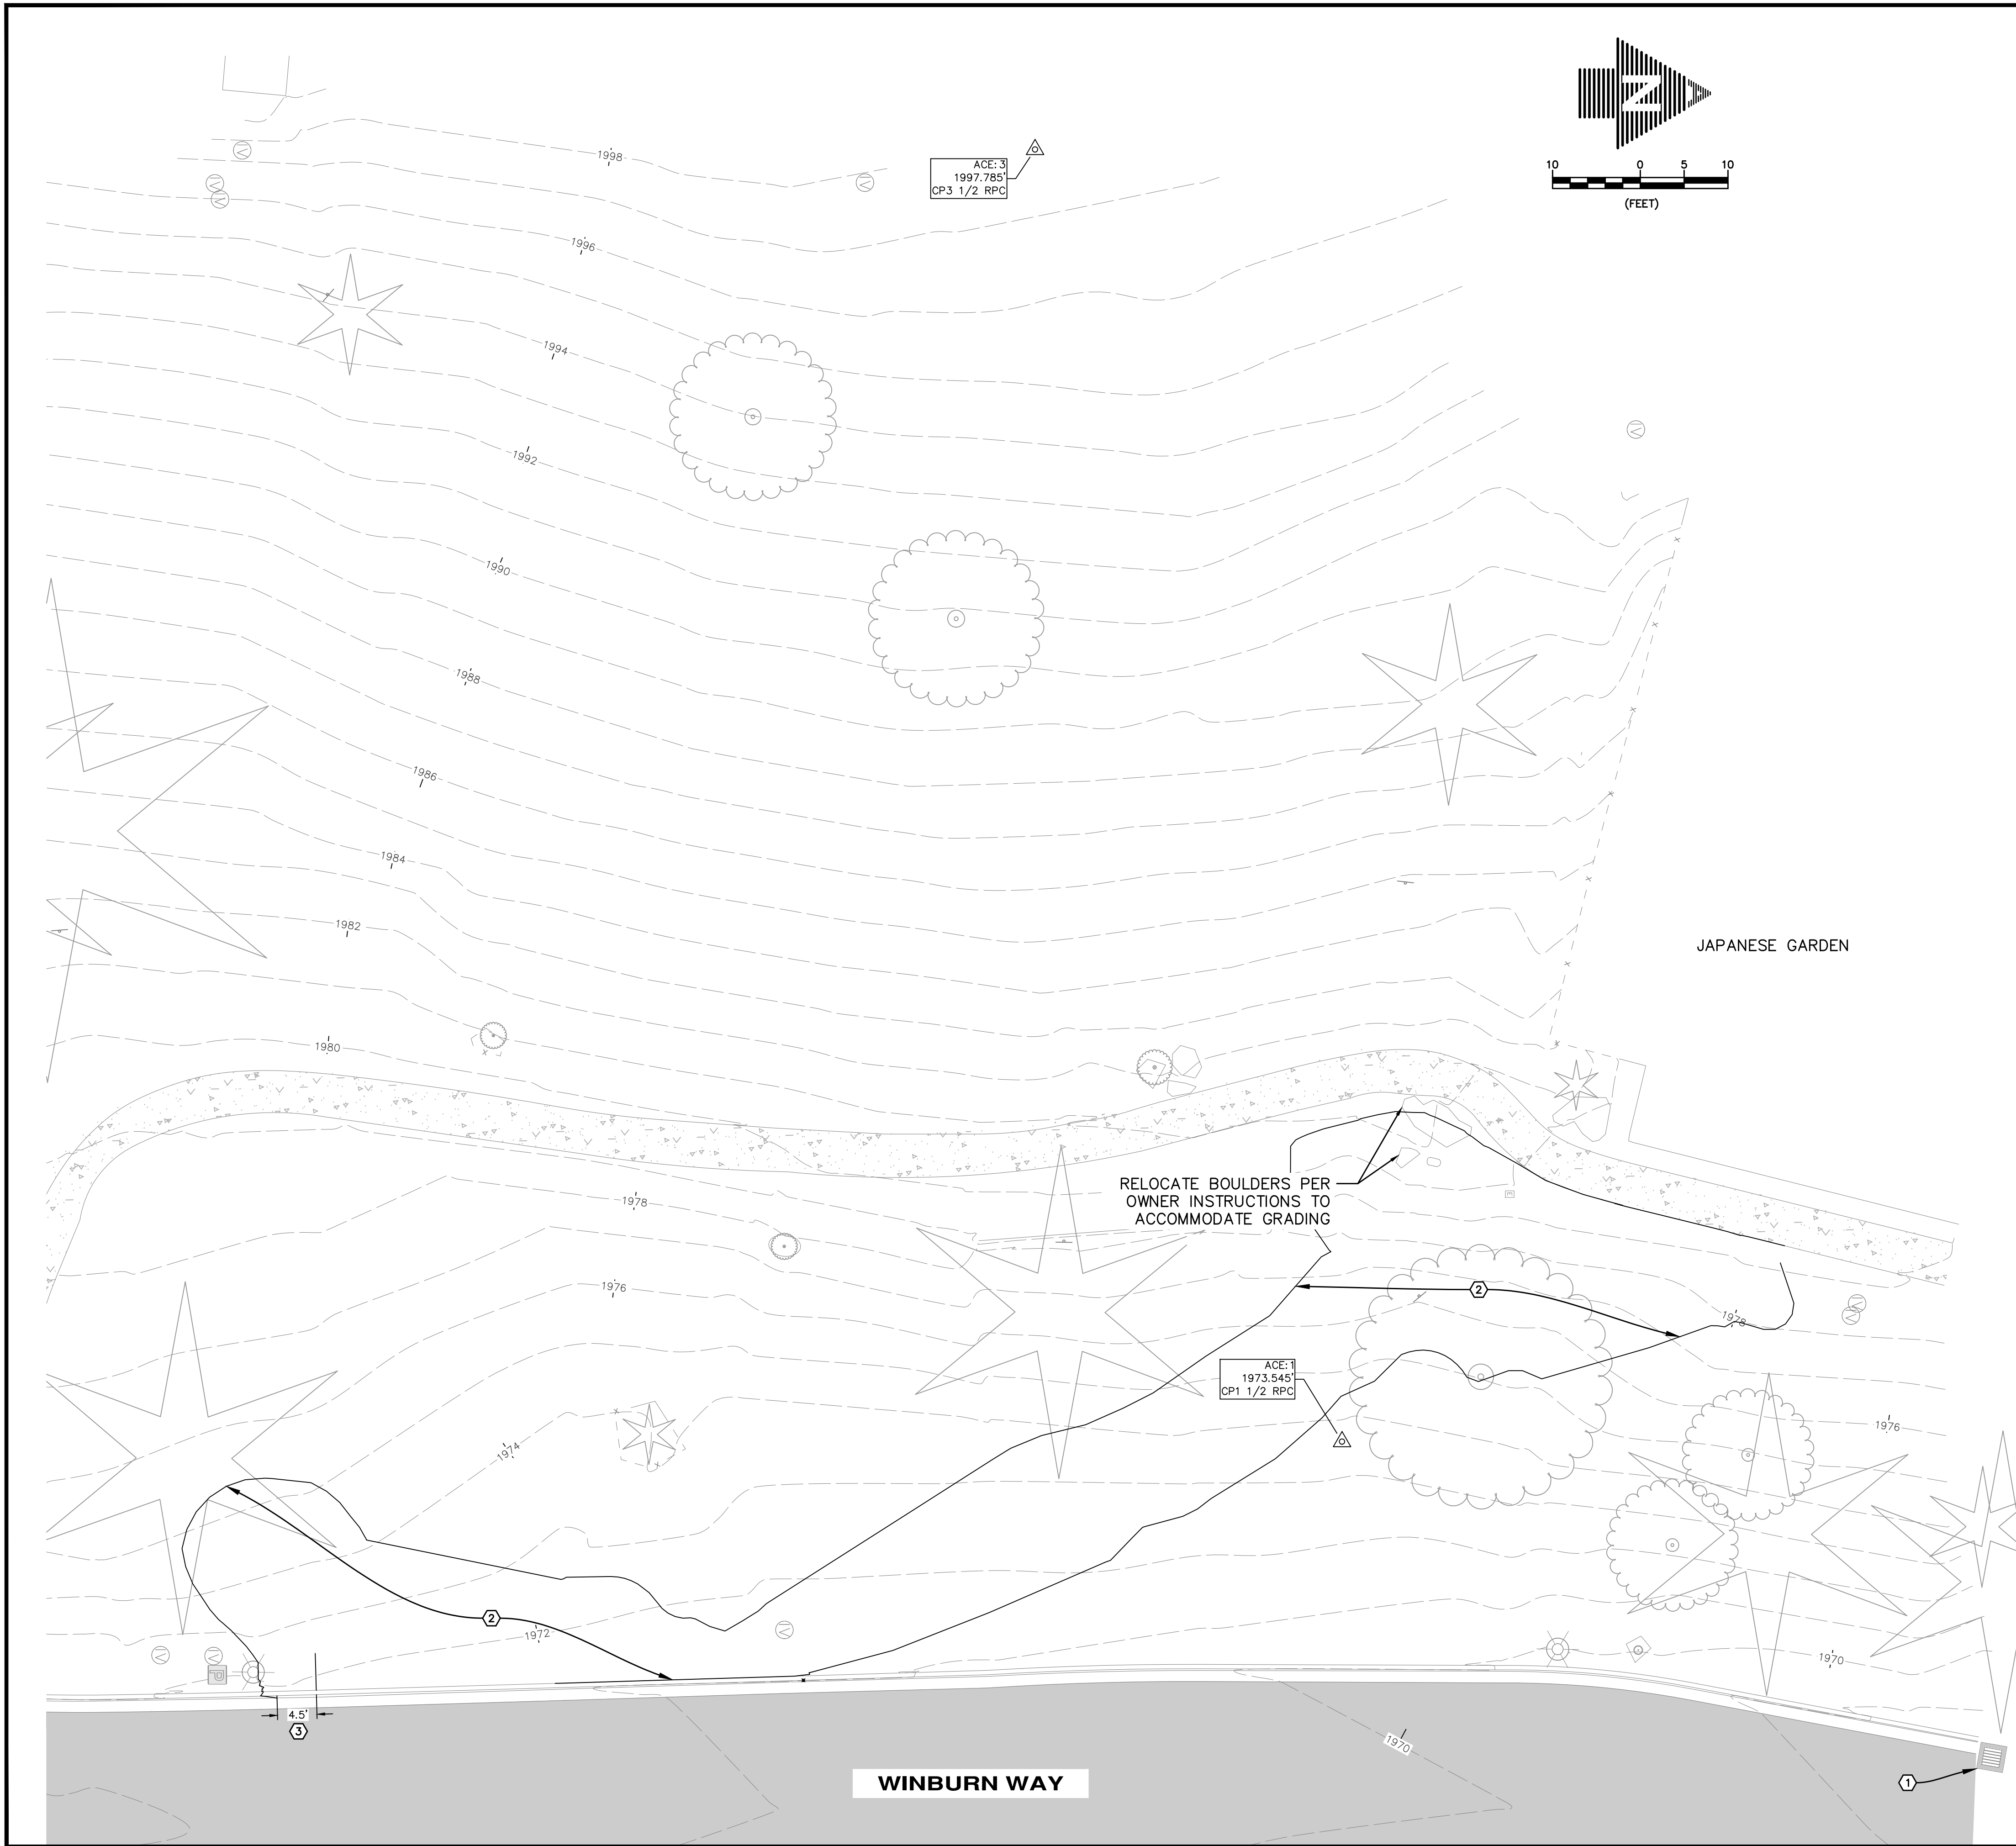 N
10 0 5 10
(FEET)
ACE: 3
1997.785'
CP3 1/2 RPC
1998
1996
1994
1992
1990
1988
1986
1984
1982
JAPANESE GARDEN
1980
RELOCATE BOULDERS PER
OWNER INSTRUCTIONS TO
ACCOMMODATE GRADING
1978
1976
2
1978
ACE: 1
1973.545'
CP1 1/2 RPC
1976
1974
2
1972
1970
P
4.5'
3
1970
WINBURN WAY
1